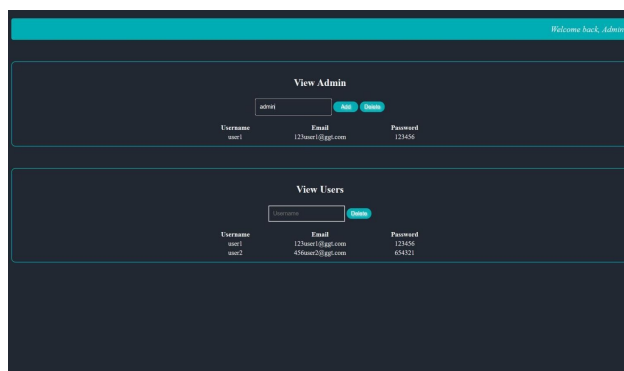 Welcome back, Admin
View Admin
admin Add Delete
Username Email Password
user1 123user1@ggt.com 123456
View Users
Username Delete
Username Email Password
user1 123user1@ggt.com 123456
user2 456user2@ggt.com 654321